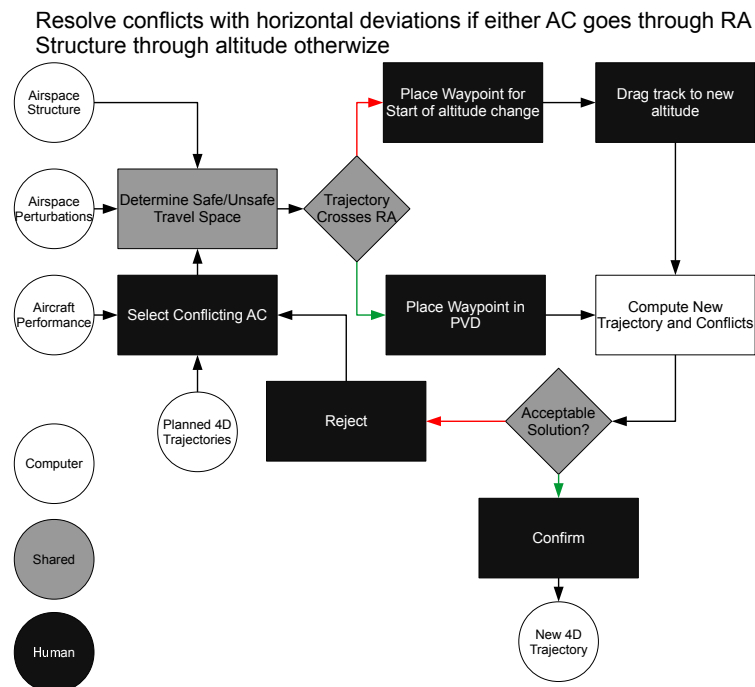 Resolve conflicts with horizontal deviations if either AC goes through RA
Structure through altitude otherwize
Airspace
Structure
Place Waypoint for
Start of altitude change
Drag track to new
altitude
Airspace
Perturbations
Determine Safe/Unsafe
Travel Space
Trajectory
Crosses RA
Aircraft
Performance
Select Conflicting AC
Place Waypoint in
PVD
Compute New
Trajectory and Conflicts
Planned 4D
Trajectories
Reject
Acceptable
Solution?
Computer
Shared
Confirm
Human
New 4D
Trajectory